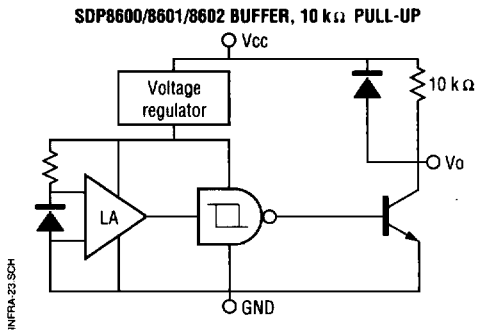 SDP8600/8601/8602 BUFFER, 10 kΩ PULL-UP
Vcc
Voltage
regulator
10 kΩ
Vo
LA
GND
INFRA-23.SCH